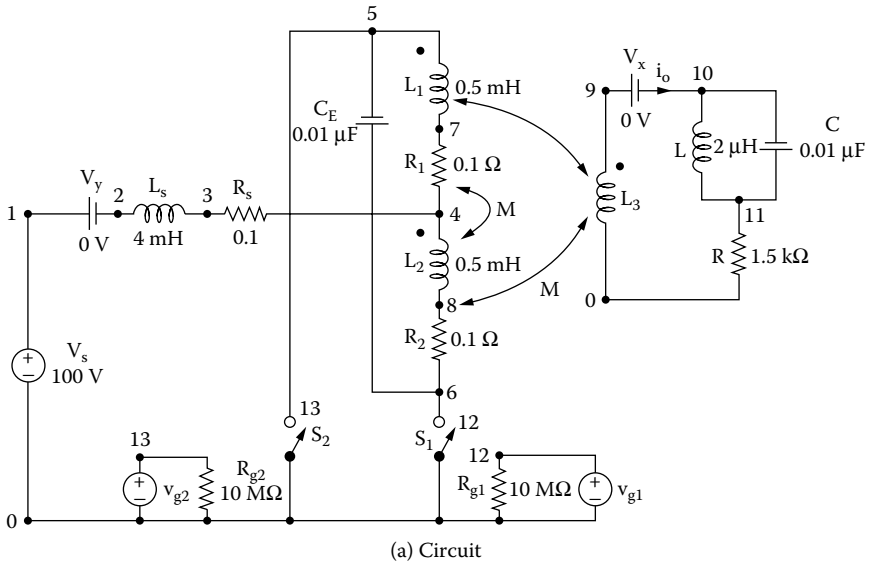 5
V_x
i_o
10
9
L_1 0.5 mH
C_E
0.01 μF
7
0 V
L 2 μH
C
0.01 μF
R_1 0.1 Ω
V_y
2
L_s
3
R_s
M
L_3
11
1
4
0 V
4 mH
0.1
L_2 0.5 mH
R 1.5 kΩ
M
8
0
R_2 0.1 Ω
V_s
100 V
+
−
6
13
S_2
12
S_1
13
12
+
−
v_g2
R_g2
10 MΩ
R_g1 10 MΩ
+
−
v_g1
0
(a) Circuit